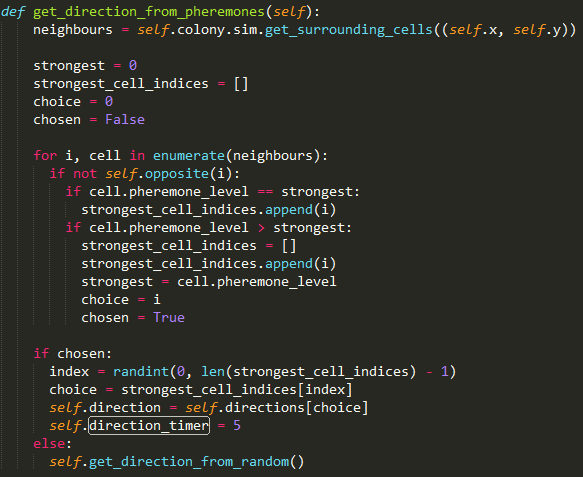 def get_direction_from_pheremones(self):
    neighbours = self.colony.sim.get_surrounding_cells((self.x, self.y))

    strongest = 0
    strongest_cell_indices = []
    choice = 0
    chosen = False

    for i, cell in enumerate(neighbours):
      if not self.opposite(i):
        if cell.pheremone_level == strongest:
          strongest_cell_indices.append(i)
        if cell.pheremone_level > strongest:
          strongest_cell_indices = []
          strongest_cell_indices.append(i)
          strongest = cell.pheremone_level
          choice = i
          chosen = True

    if chosen:
      index = randint(0, len(strongest_cell_indices) - 1)
      choice = strongest_cell_indices[index]
      self.direction = self.directions[choice]
      self.direction_timer = 5
    else:
      self.get_direction_from_random()